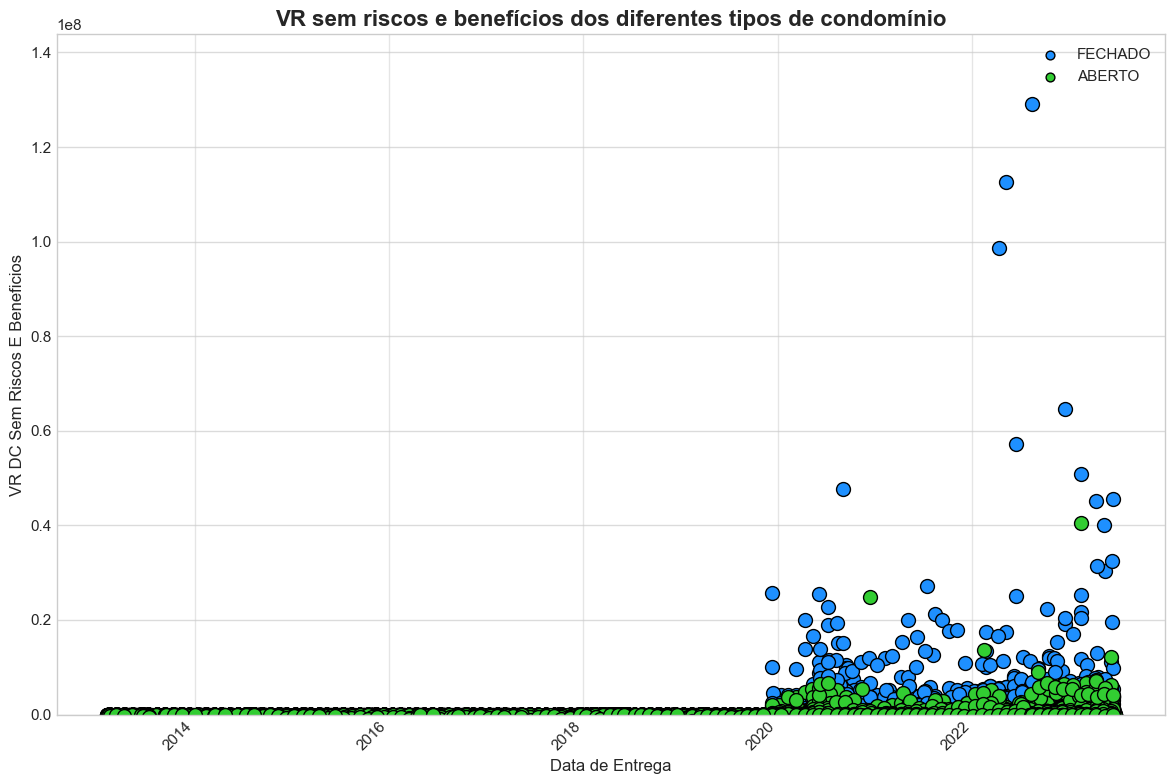 VR sem riscos e benefícios dos diferentes tipos de condomínio
1e8
1.4
1.2
1.0
0.8
0.6
0.4
0.2
0.0
VR DC Sem Riscos E Beneficios
FECHADO
ABERTO
2014
2016
2018
2020
2022
Data de Entrega